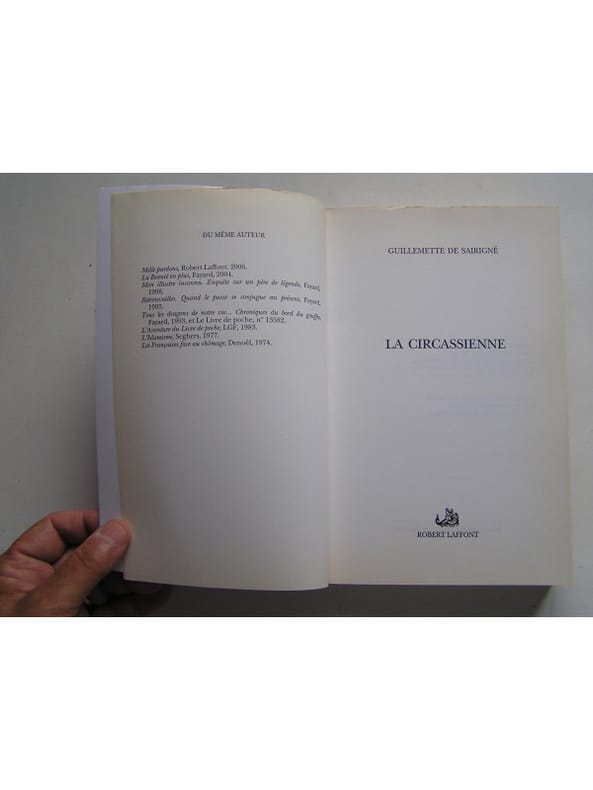 DU MÊME AUTEUR
Mille pardons, Robert Laffont, 2006.
La Beauté en plus, Fayard, 2004.
Mon illustre inconnu. Enquête sur un père de légende, Fayard,
1998.
Retrouvailles. Quand le passé se conjugue au présent, Fayard,
1995.
Tous les dragons de notre vie... Chroniques du bord du gouffre,
Fayard, 1993, et Le Livre de poche, n° 13582.
L'Aventure du Livre de poche, LGF, 1983.
L'Islamisme, Seghers, 1977.
Les Françaises face au chômage, Denoël, 1974.
GUILLEMETTE DE SAIRIGNÉ
LA CIRCASSIENNE
ROBERT LAFFONT